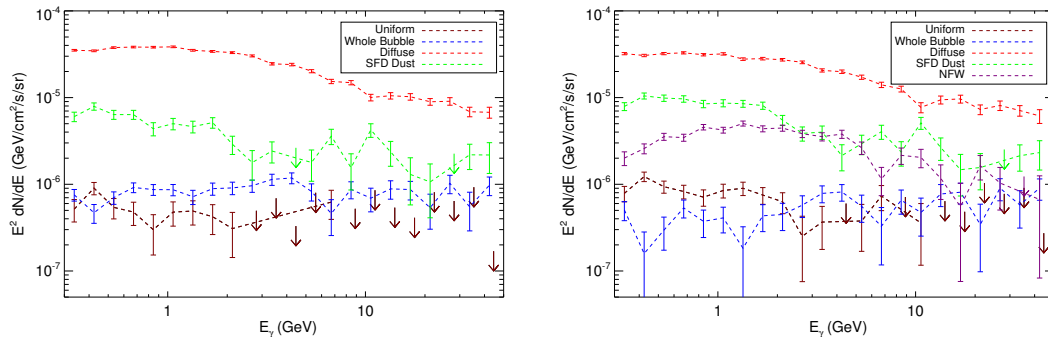 10⁻⁴
10⁻⁵
10⁻⁶
10⁻⁷
E² dN/dE (GeV/cm²/s/sr)
Uniform
Whole Bubble
Diffuse
SFD Dust
1
10
Eγ (GeV)
10⁻⁴
10⁻⁵
10⁻⁶
10⁻⁷
E² dN/dE (GeV/cm²/s/sr)
Uniform
Whole Bubble
Diffuse
SFD Dust
NFW
1
10
Eγ (GeV)